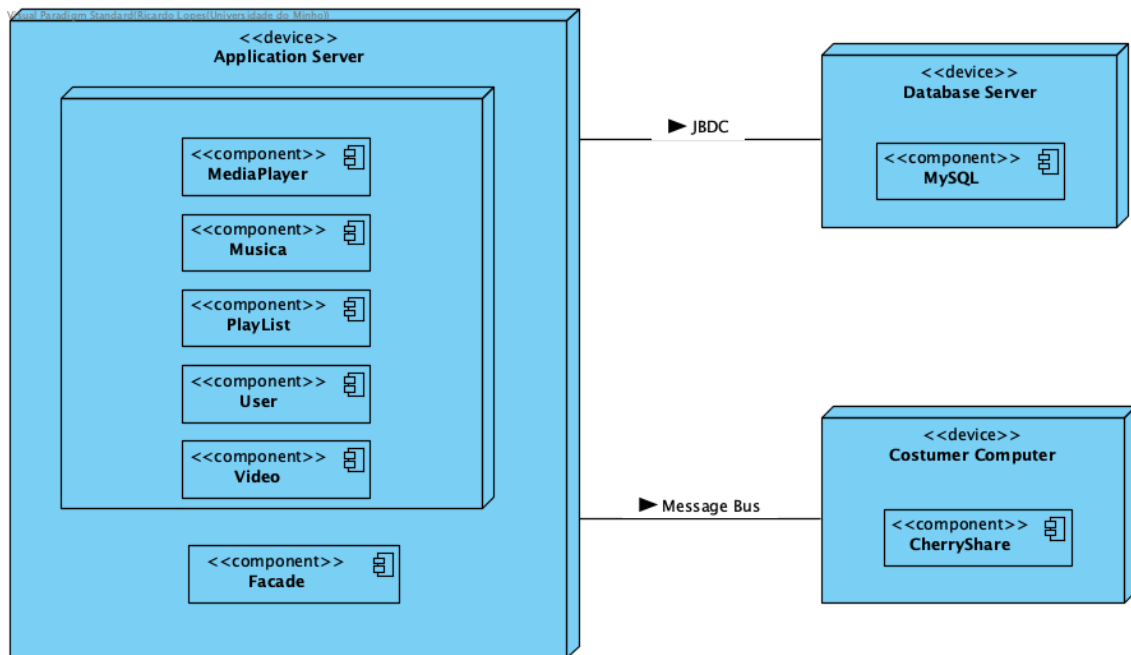 Visual Paradigm Standard(Ricardo Lopes(Universidade do Minho))
<<device>>
Application Server
<<component>>
MediaPlayer
<<component>>
Musica
<<component>>
PlayList
<<component>>
User
<<component>>
Video
<<component>>
Facade
JBDC
<<device>>
Database Server
<<component>>
MySQL
Message Bus
<<device>>
Costumer Computer
<<component>>
CherryShare